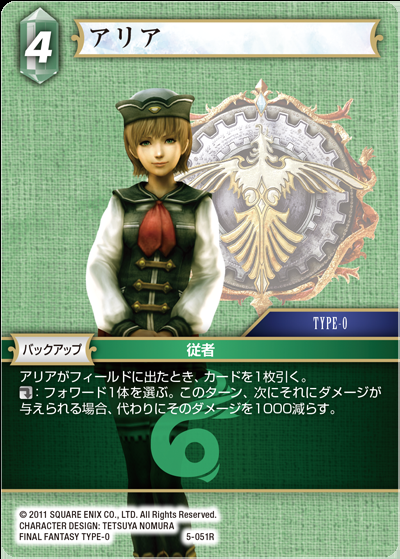 4
アリア
TYPE-0
バックアップ
従者
アリアがフィールドに出たとき、カードを1枚引く。
：フォワード1体を選ぶ。このターン、次にそれにダメージが
与えられる場合、代わりにそのダメージを1000減らす。
6
© 2011 SQUARE ENIX CO., LTD. All Rights Reserved.
CHARACTER DESIGN: TETSUYA NOMURA
FINAL FANTASY TYPE-0
5-051R